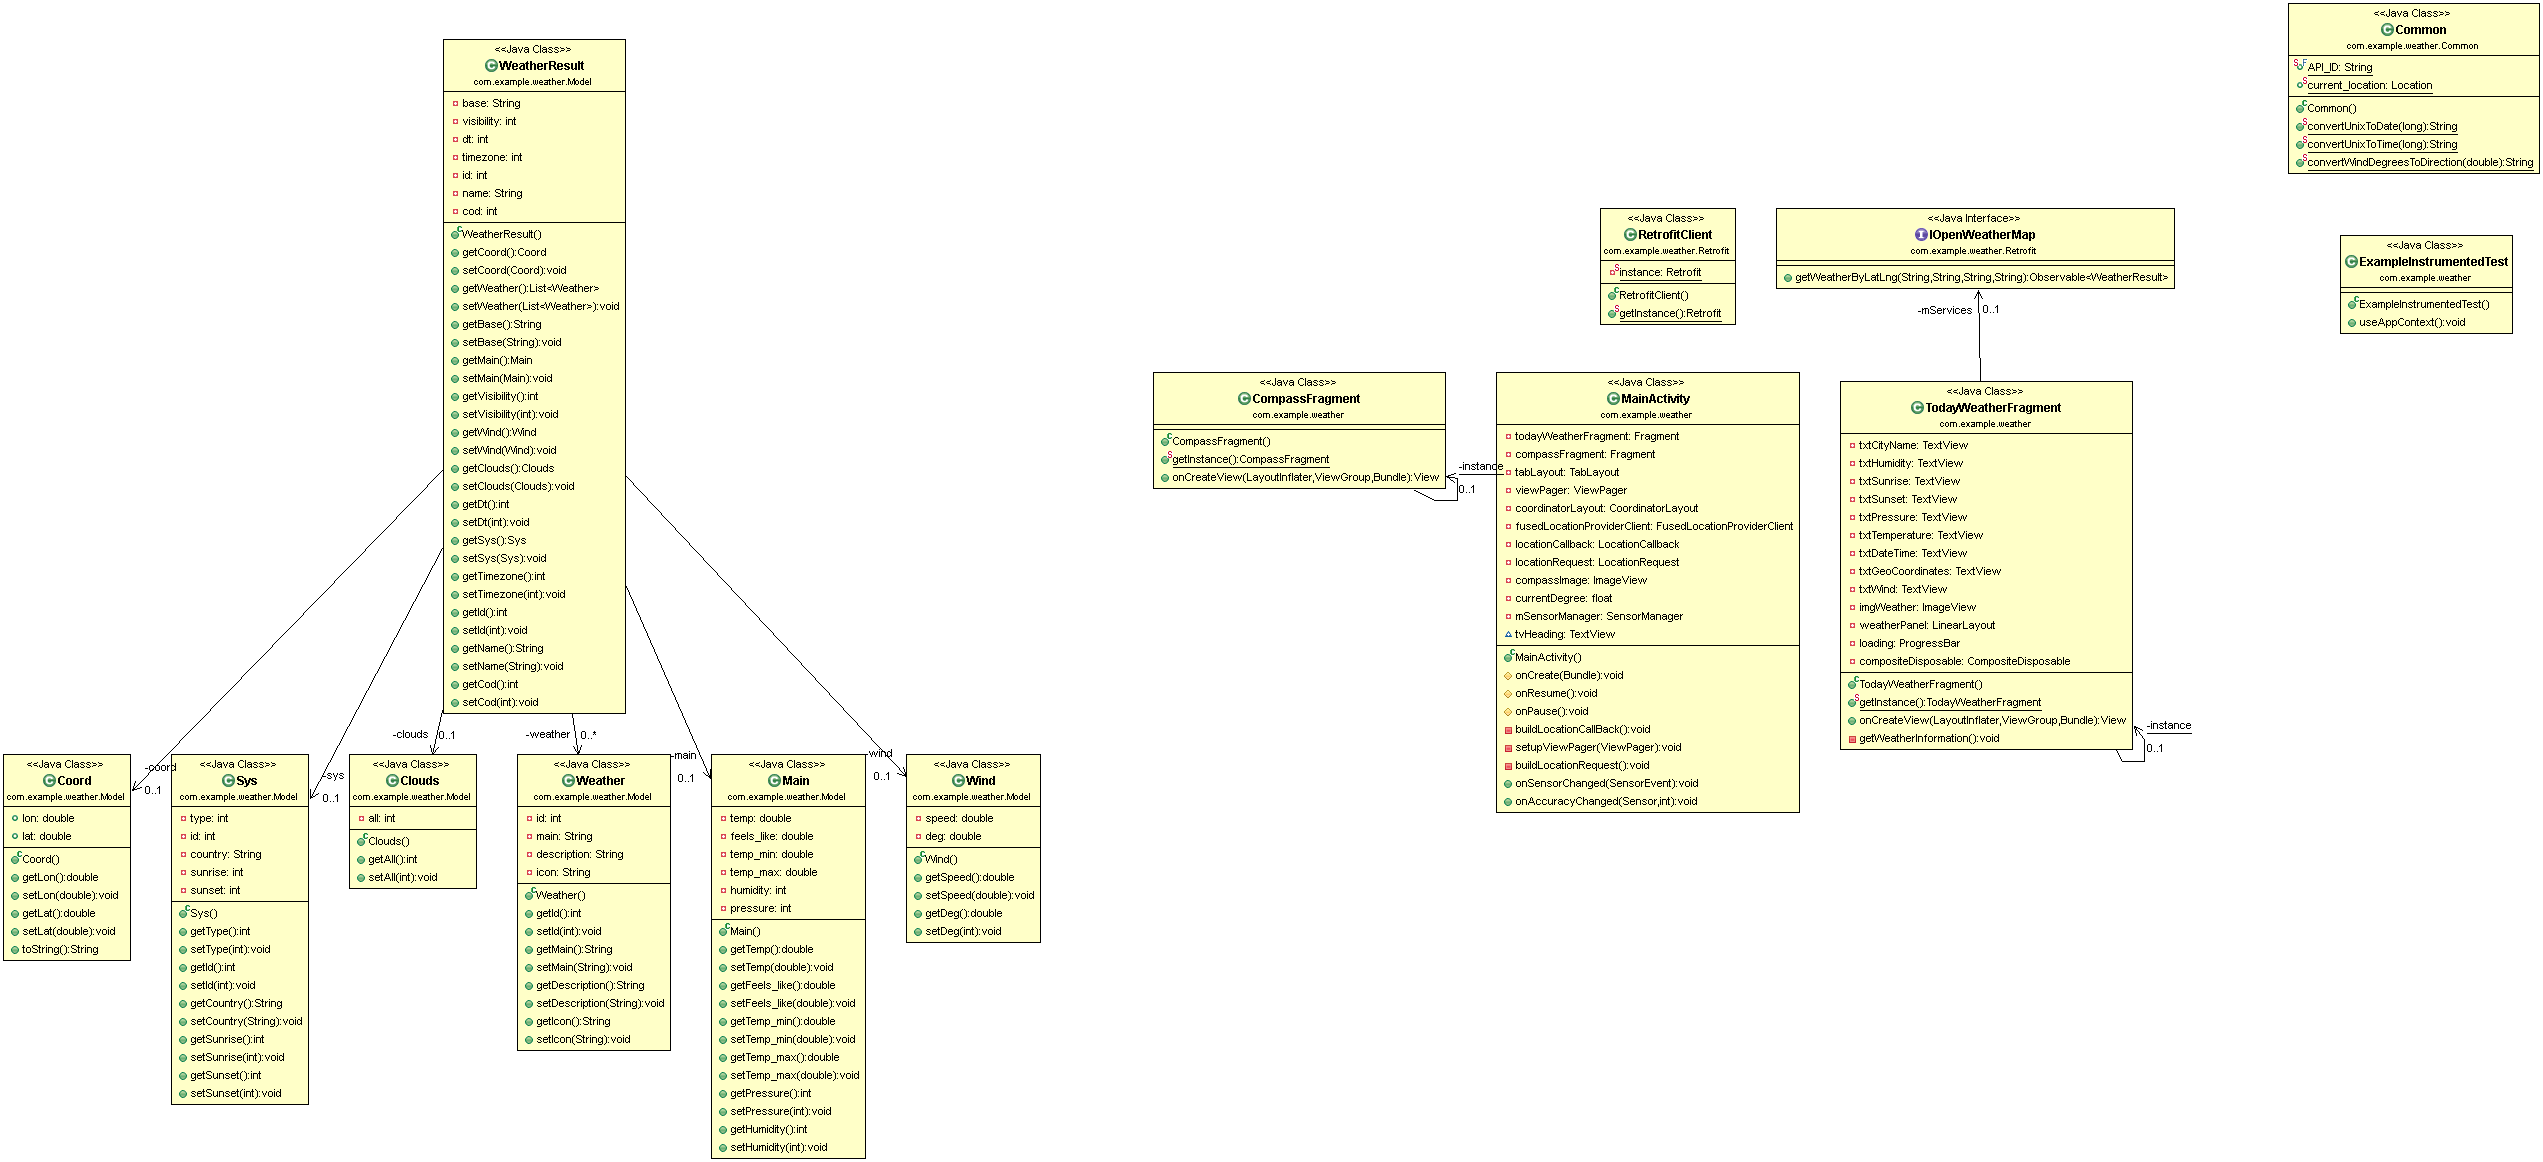 <<Java Class>>
WeatherResult
com.example.weather.Model
base: String
visibility: int
dt: int
timezone: int
id: int
name: String
cod: int
WeatherResult()
getCoord():Coord
setCoord(Coord):void
getWeather():List<Weather>
setWeather(List<Weather>):void
getBase():String
setBase(String):void
getMain():Main
setMain(Main):void
getVisibility():int
setVisibility(int):void
getWind():Wind
setWind(Wind):void
getClouds():Clouds
setClouds(Clouds):void
getDt():int
setDt(int):void
getSys():Sys
setSys(Sys):void
getTimezone():int
setTimezone(int):void
getId():int
setId(int):void
getName():String
setName(String):void
getCod():int
setCod(int):void
-coord
0..1
-sys
0..1
-clouds
0..1
-weather
0..*
-main
0..1
-wind
0..1
<<Java Class>>
Coord
com.example.weather.Model
lon: double
lat: double
Coord()
getLon():double
setLon(double):void
getLat():double
setLat(double):void
toString():String
<<Java Class>>
Sys
com.example.weather.Model
type: int
id: int
country: String
sunrise: int
sunset: int
Sys()
getType():int
setType(int):void
getId():int
setId(int):void
getCountry():String
setCountry(String):void
getSunrise():int
setSunrise(int):void
getSunset():int
setSunset(int):void
<<Java Class>>
Clouds
com.example.weather.Model
all: int
Clouds()
getAll():int
setAll(int):void
<<Java Class>>
Weather
com.example.weather.Model
id: int
main: String
description: String
icon: String
Weather()
getId():int
setId(int):void
getMain():String
setMain(String):void
getDescription():String
setDescription(String):void
getIcon():String
setIcon(String):void
<<Java Class>>
Main
com.example.weather.Model
temp: double
feels_like: double
temp_min: double
temp_max: double
humidity: int
pressure: int
Main()
getTemp():double
setTemp(double):void
getFeels_like():double
setFeels_like(double):void
getTemp_min():double
setTemp_min(double):void
getTemp_max():double
setTemp_max(double):void
getPressure():int
setPressure(int):void
getHumidity():int
setHumidity(int):void
<<Java Class>>
Wind
com.example.weather.Model
speed: double
deg: double
Wind()
getSpeed():double
setSpeed(double):void
getDeg():double
setDeg(int):void
<<Java Class>>
CompassFragment
com.example.weather
CompassFragment()
getInstance():CompassFragment
onCreateView(LayoutInflater,ViewGroup,Bundle):View
-instance
0..1
<<Java Class>>
RetrofitClient
com.example.weather.Retrofit
instance: Retrofit
RetrofitClient()
getInstance():Retrofit
<<Java Class>>
MainActivity
com.example.weather
todayWeatherFragment: Fragment
compassFragment: Fragment
tabLayout: TabLayout
viewPager: ViewPager
coordinatorLayout: CoordinatorLayout
fusedLocationProviderClient: FusedLocationProviderClient
locationCallback: LocationCallback
locationRequest: LocationRequest
compassImage: ImageView
currentDegree: float
mSensorManager: SensorManager
tvHeading: TextView
MainActivity()
onCreate(Bundle):void
onResume():void
onPause():void
buildLocationCallBack():void
setupViewPager(ViewPager):void
buildLocationRequest():void
onSensorChanged(SensorEvent):void
onAccuracyChanged(Sensor,int):void
<<Java Interface>>
IOpenWeatherMap
com.example.weather.Retrofit
getWeatherByLatLng(String,String,String,String):Observable<WeatherResult>
-mServices
0..1
<<Java Class>>
TodayWeatherFragment
com.example.weather
txtCityName: TextView
txtHumidity: TextView
txtSunrise: TextView
txtSunset: TextView
txtPressure: TextView
txtTemperature: TextView
txtDateTime: TextView
txtGeoCoordinates: TextView
txtWind: TextView
imgWeather: ImageView
weatherPanel: LinearLayout
loading: ProgressBar
compositeDisposable: CompositeDisposable
TodayWeatherFragment()
getInstance():TodayWeatherFragment
onCreateView(LayoutInflater,ViewGroup,Bundle):View
getWeatherInformation():void
-instance
0..1
<<Java Class>>
Common
com.example.weather.Common
API_ID: String
current_location: Location
Common()
convertUnixToDate(long):String
convertUnixToTime(long):String
convertWindDegreesToDirection(double):String
<<Java Class>>
ExampleInstrumentedTest
com.example.weather
ExampleInstrumentedTest()
useAppContext():void